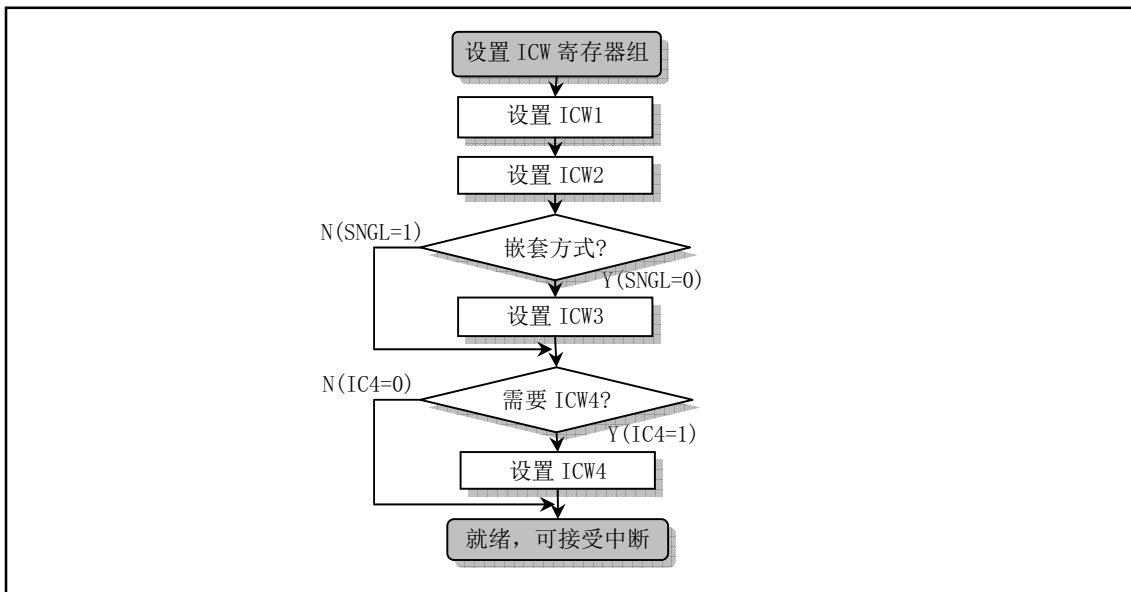 设置 ICW 寄存器组
设置 ICW1
设置 ICW2
N(SNGL=1)
嵌套方式?
Y(SNGL=0)
设置 ICW3
N(IC4=0)
需要 ICW4?
Y(IC4=1)
设置 ICW4
就绪，可接受中断